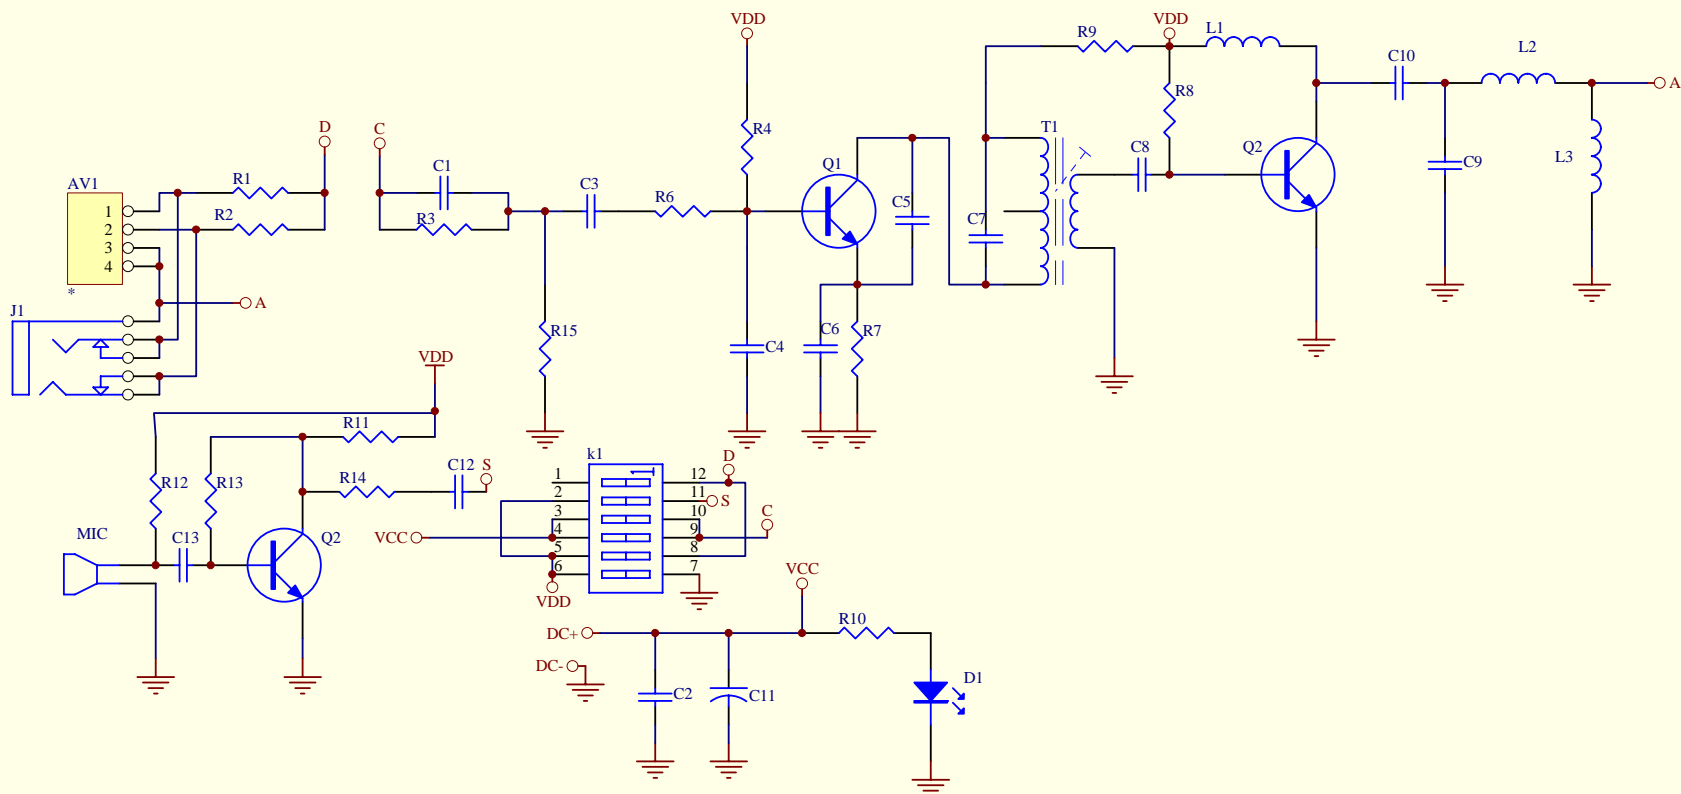 VDD
VDD
R9
L1
L2
C10
A
R8
R4
D
C
T1
C8
Q2
C9
L3
C1
Q1
AV1
R1
C3
R6
C5
1
R2
R3
C7
2
3
4
*
A
J1
R15
C4
C6
R7
VDD
R11
k1
D
C12
S
R14
R12
R13
1
2
3
4
5
6
12
11
10
9
8
7
S
C
MIC
C13
Q2
VCC
VDD
VCC
DC+
R10
DC-
C2
C11
D1